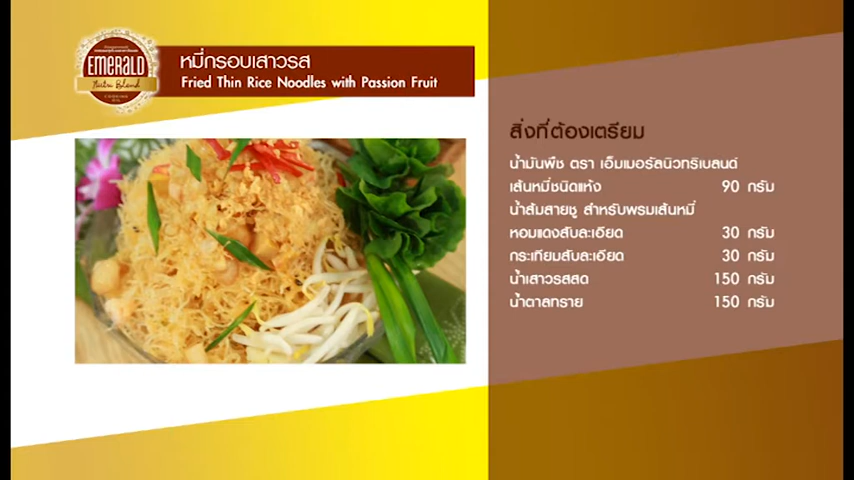 EMERALD
Nutri Blend
หมี่กรอบเสาวรส
Fried Thin Rice Noodles with Passion Fruit
สิ่งที่ต้องเตรียม
น้ำมันพืช ตรา เอ็มเมอรัลนิวทริเบลนด์
เส้นหมี่ชนิดแห้ง 90 กรัม
น้ำส้มสายชู สำหรับพรมเส้นหมี่
หอมแดงสับละเอียด 30 กรัม
กระเทียมสับละเอียด 30 กรัม
น้ำเสาวรสสด 150 กรัม
น้ำตาลทราย 150 กรัม